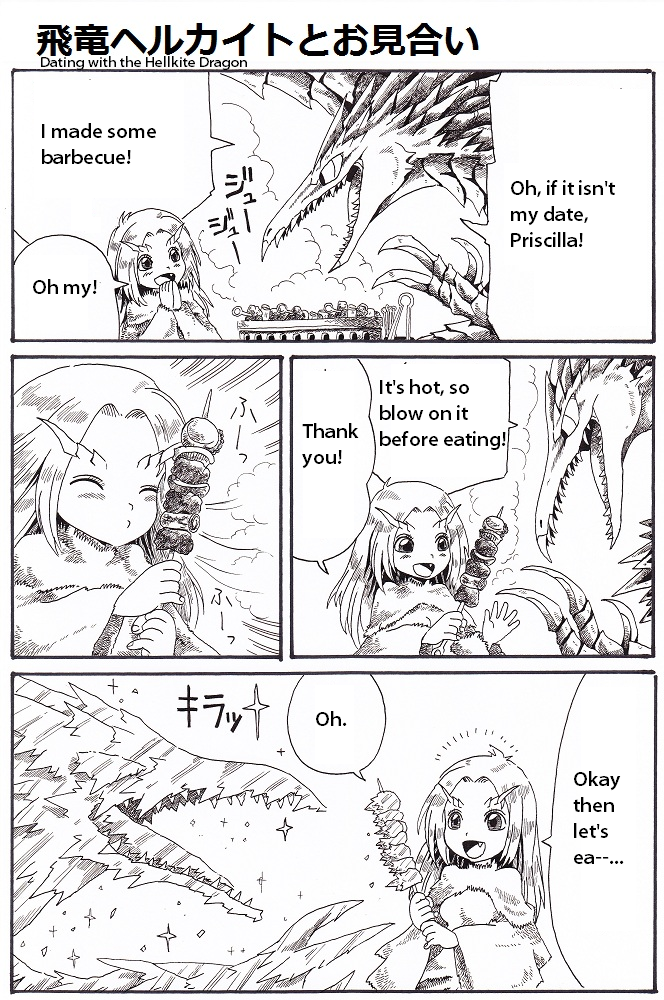 飛竜ヘルカイトとお見合い
Dating with the Hellkite Dragon
Oh, if it isn't
my date,
Priscilla!
I made some
barbecue!
ジュー
ジュー
Oh my!
It's hot, so
blow on it
before eating!
Thank
you!
ふーっ
ふーっ
Okay
then
let's
ea--...
Oh.
キラッ